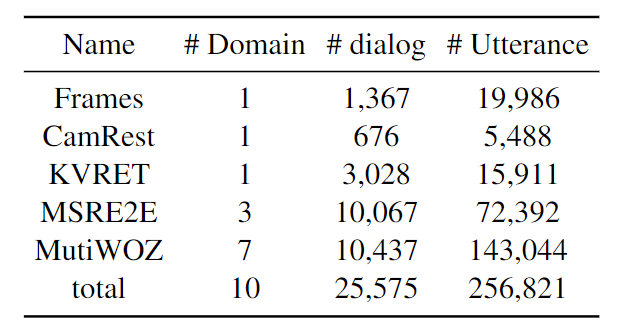 Name # Domain # dialog # Utterance
Frames 1 1,367 19,986
CamRest 1 676 5,488
KVRET 1 3,028 15,911
MSRE2E 3 10,067 72,392
MutiWOZ 7 10,437 143,044
total 10 25,575 256,821